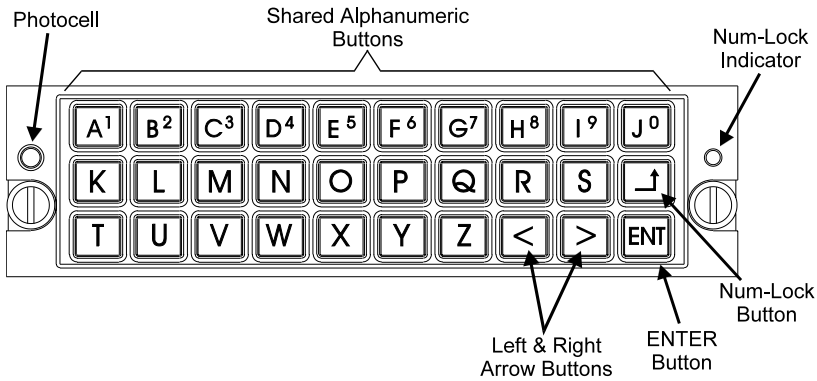 Photocell
Shared Alphanumeric
Buttons
Num-Lock
Indicator
A1 B2 C3 D4 E5 F6 G7 H8 I9 J0
K L M N O P Q R S
T U V W X Y Z < > ENT
Num-Lock
Button
Left & Right
Arrow Buttons
ENTER
Button